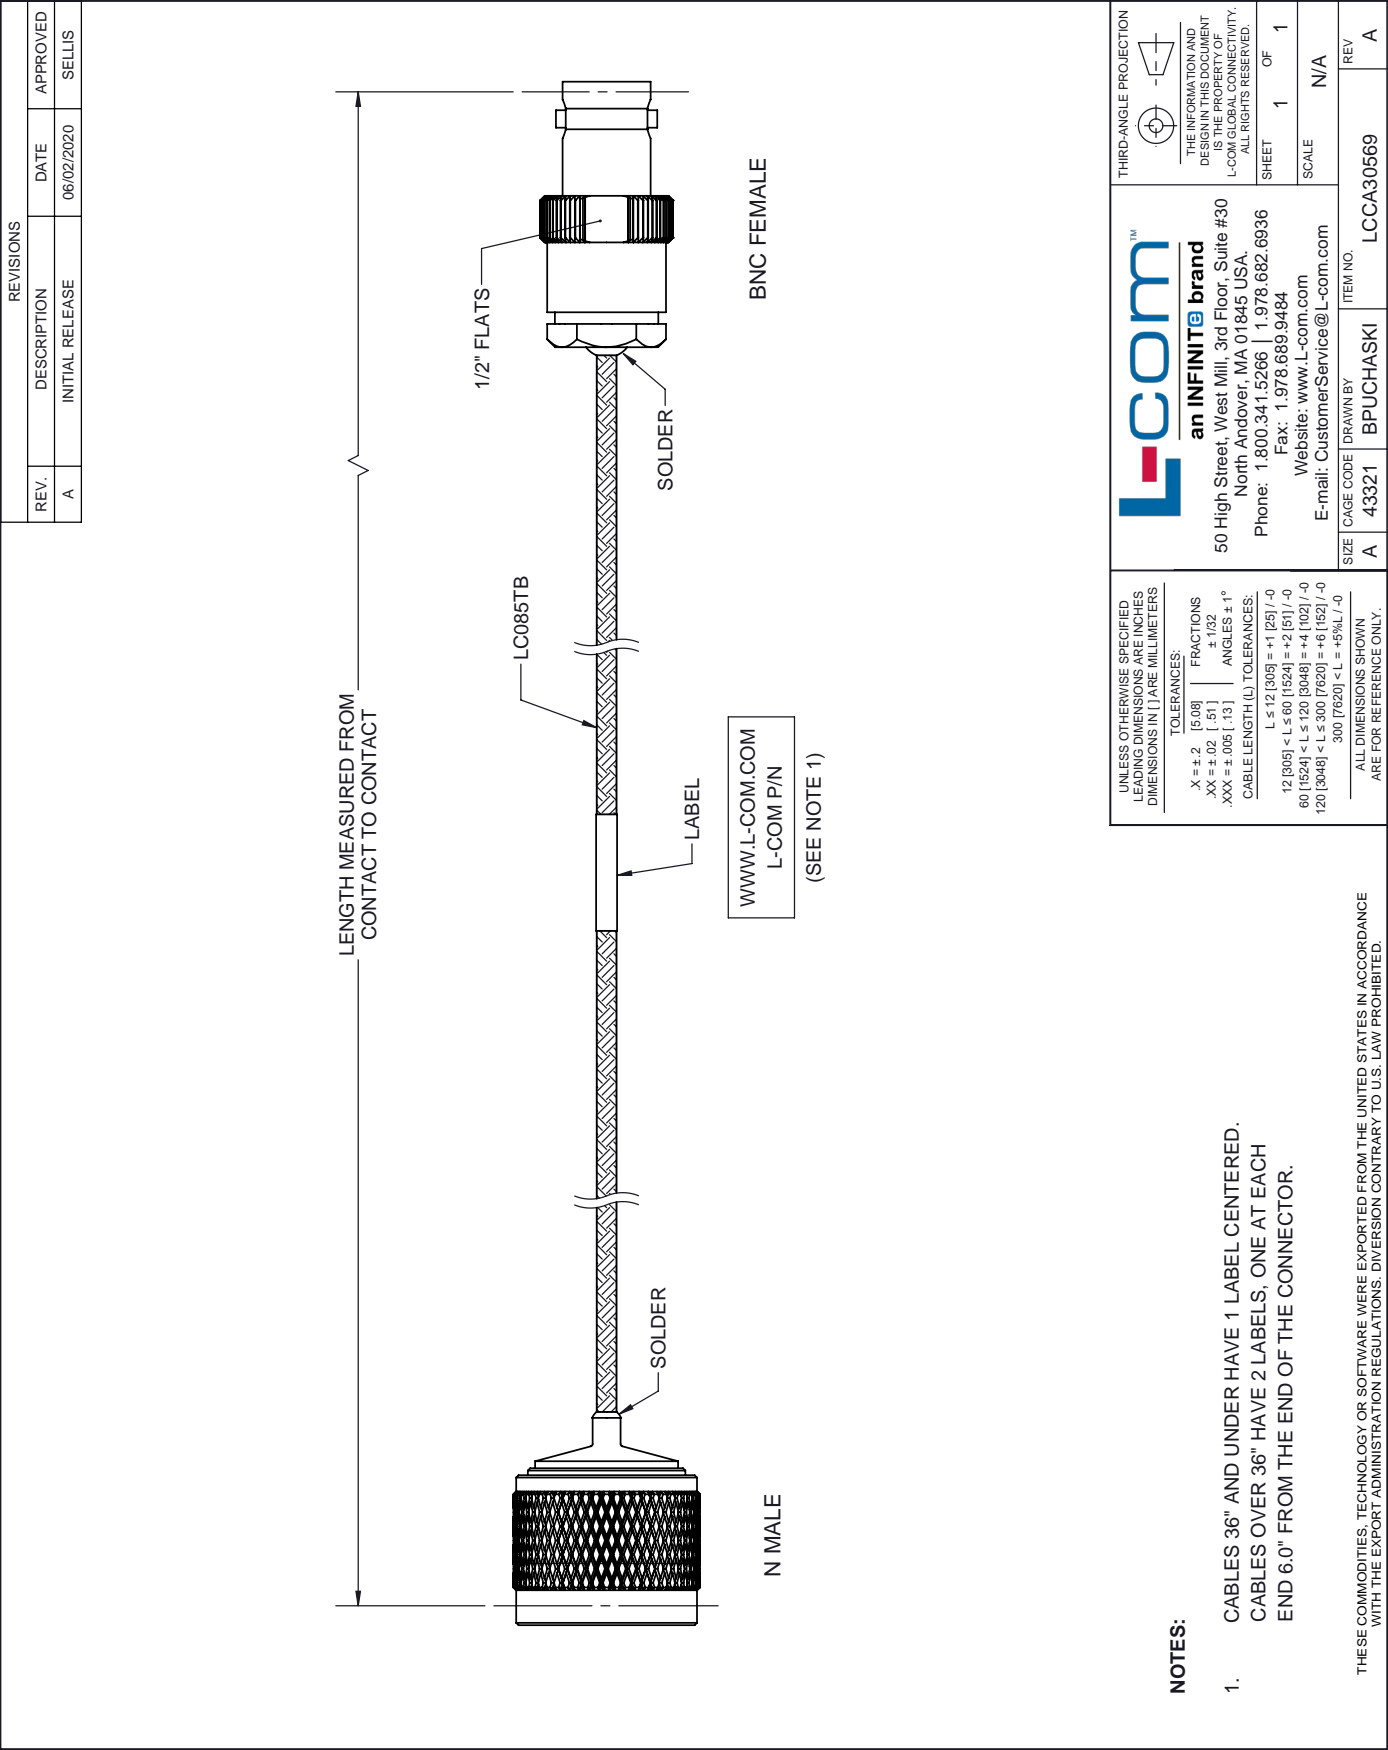 REVISIONS
REV. DESCRIPTION DATE APPROVED
A INITIAL RELEASE 06/02/2020 SELLIS
LENGTH MEASURED FROM
CONTACT TO CONTACT
1/2" FLATS
LC085TB
SOLDER
SOLDER
LABEL
N MALE
BNC FEMALE
WWW.L-COM.COM
L-COM P/N
(SEE NOTE 1)
NOTES:
1. CABLES 36" AND UNDER HAVE 1 LABEL CENTERED.
CABLES OVER 36" HAVE 2 LABELS, ONE AT EACH
END 6.0" FROM THE END OF THE CONNECTOR.
THESE COMMODITIES, TECHNOLOGY OR SOFTWARE WERE EXPORTED FROM THE UNITED STATES IN ACCORDANCE
WITH THE EXPORT ADMINISTRATION REGULATIONS. DIVERSION CONTRARY TO U.S. LAW PROHIBITED.
UNLESS OTHERWISE SPECIFIED
LEADING DIMENSIONS ARE INCHES
DIMENSIONS IN [ ] ARE MILLIMETERS
TOLERANCES:
.X = ± .2 [5.08] FRACTIONS
.XX = ± .02 [ .51] ± 1/32
.XXX = ± .005 [ .13 ] ANGLES ± 1°
CABLE LENGTH (L) TOLERANCES:
L ≤ 12 [305] = +1 [25] / -0
12 [305] < L ≤ 60 [1524] = +2 [51] / -0
60 [1524] < L ≤ 120 [3048] = +4 [102] / -0
120 [3048] < L ≤ 300 [7620] = +6 [152] / -0
300 [7620] < L = +5%L / -0
ALL DIMENSIONS SHOWN
ARE FOR REFERENCE ONLY.
L-com™
an INFINITe brand
50 High Street, West Mill, 3rd Floor, Suite #30
North Andover, MA 01845 USA.
Phone: 1.800.341.5266 | 1.978.682.6936
Fax: 1.978.689.9484
Website: www.L-com.com
E-mail: CustomerService@L-com.com
THIRD-ANGLE PROJECTION
THE INFORMATION AND
DESIGN IN THIS DOCUMENT
IS THE PROPERTY OF
L-COM GLOBAL CONNECTIVITY.
ALL RIGHTS RESERVED.
SHEET 1 OF 1
SCALE N/A
SIZE A
CAGE CODE 43321
DRAWN BY BPUCHASKI
ITEM NO. LCCA30569
REV A